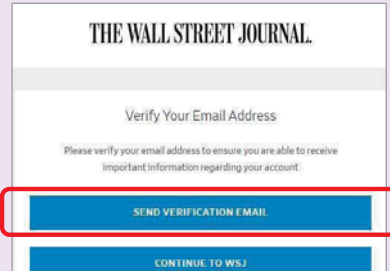 THE WALL STREET JOURNAL.
Verify Your Email Address
Please verify your email address to ensure you are able to receive
important information regarding your account
SEND VERIFICATION EMAIL
CONTINUE TO WSJ